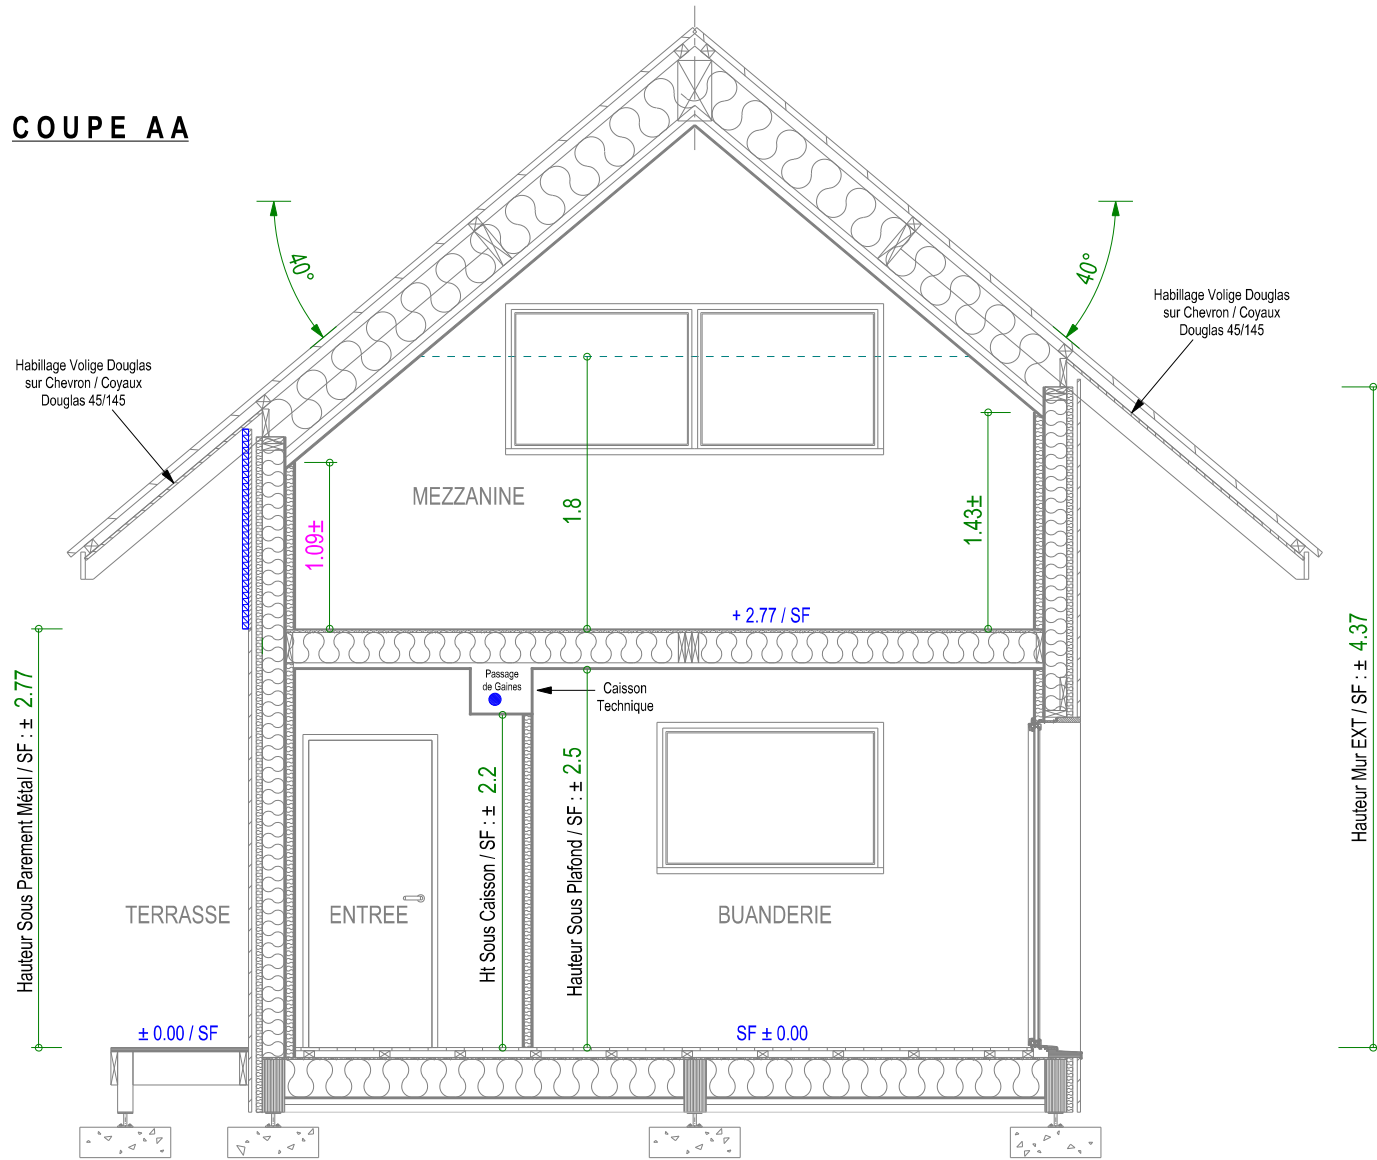 COUPE AA
40°
40°
Habillage Volige Douglas
sur Chevron / Coyaux
Douglas 45/145
Habillage Volige Douglas
sur Chevron / Coyaux
Douglas 45/145
MEZZANINE
1.8
1.43±
1.09±
+ 2.77 / SF
Hauteur Sous Parement Métal / SF : ± 2.77
Passage
de Gaines
Caisson
Technique
Hauteur Mur EXT / SF : ± 4.37
Ht Sous Caisson / SF : ± 2.2
Hauteur Sous Plafond / SF : ± 2.5
TERRASSE
ENTREE
BUANDERIE
± 0.00 / SF
SF ± 0.00